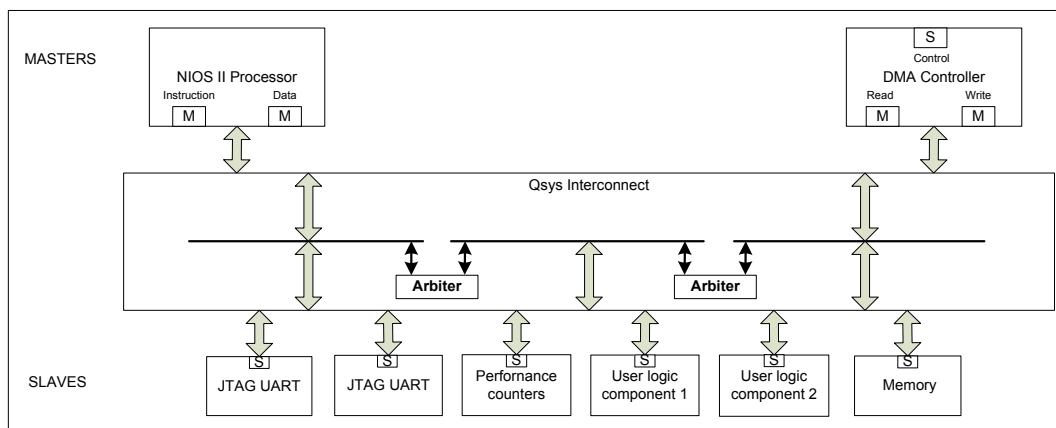 MASTERS
NIOS II Processor
Instruction
Data
M
M
S
Control
DMA Controller
Read
Write
M
M
Qsys Interconnect
Arbiter
Arbiter
SLAVES
S
JTAG UART
S
JTAG UART
S
Perfornance
counters
S
User logic
component 1
S
User logic
component 2
S
Memory